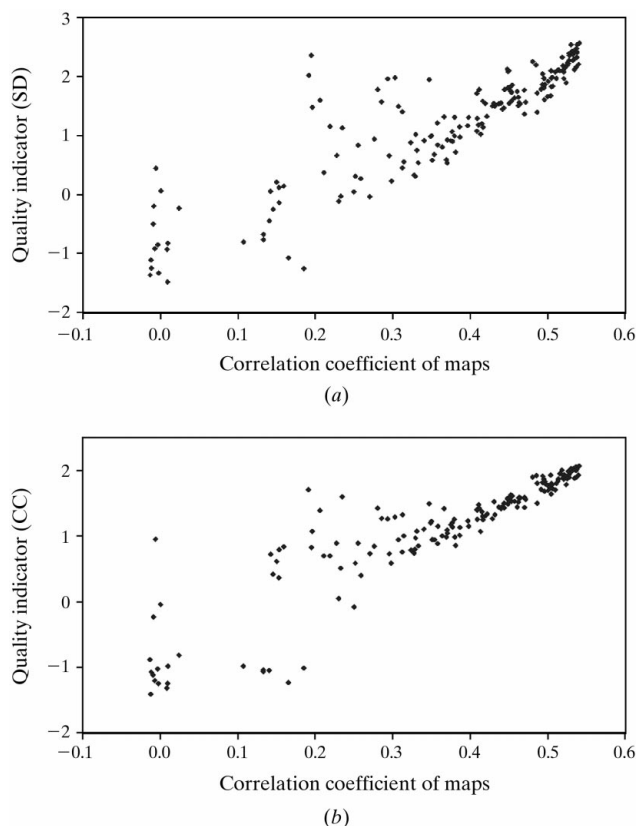 3
2
1
0
−1
−2
Quality indicator (SD)
−0.1 0.0 0.1 0.2 0.3 0.4 0.5 0.6
Correlation coefficient of maps
(a)
2
1
0
−1
−2
Quality indicator (CC)
−0.1 0.0 0.1 0.2 0.3 0.4 0.5 0.6
Correlation coefficient of maps
(b)